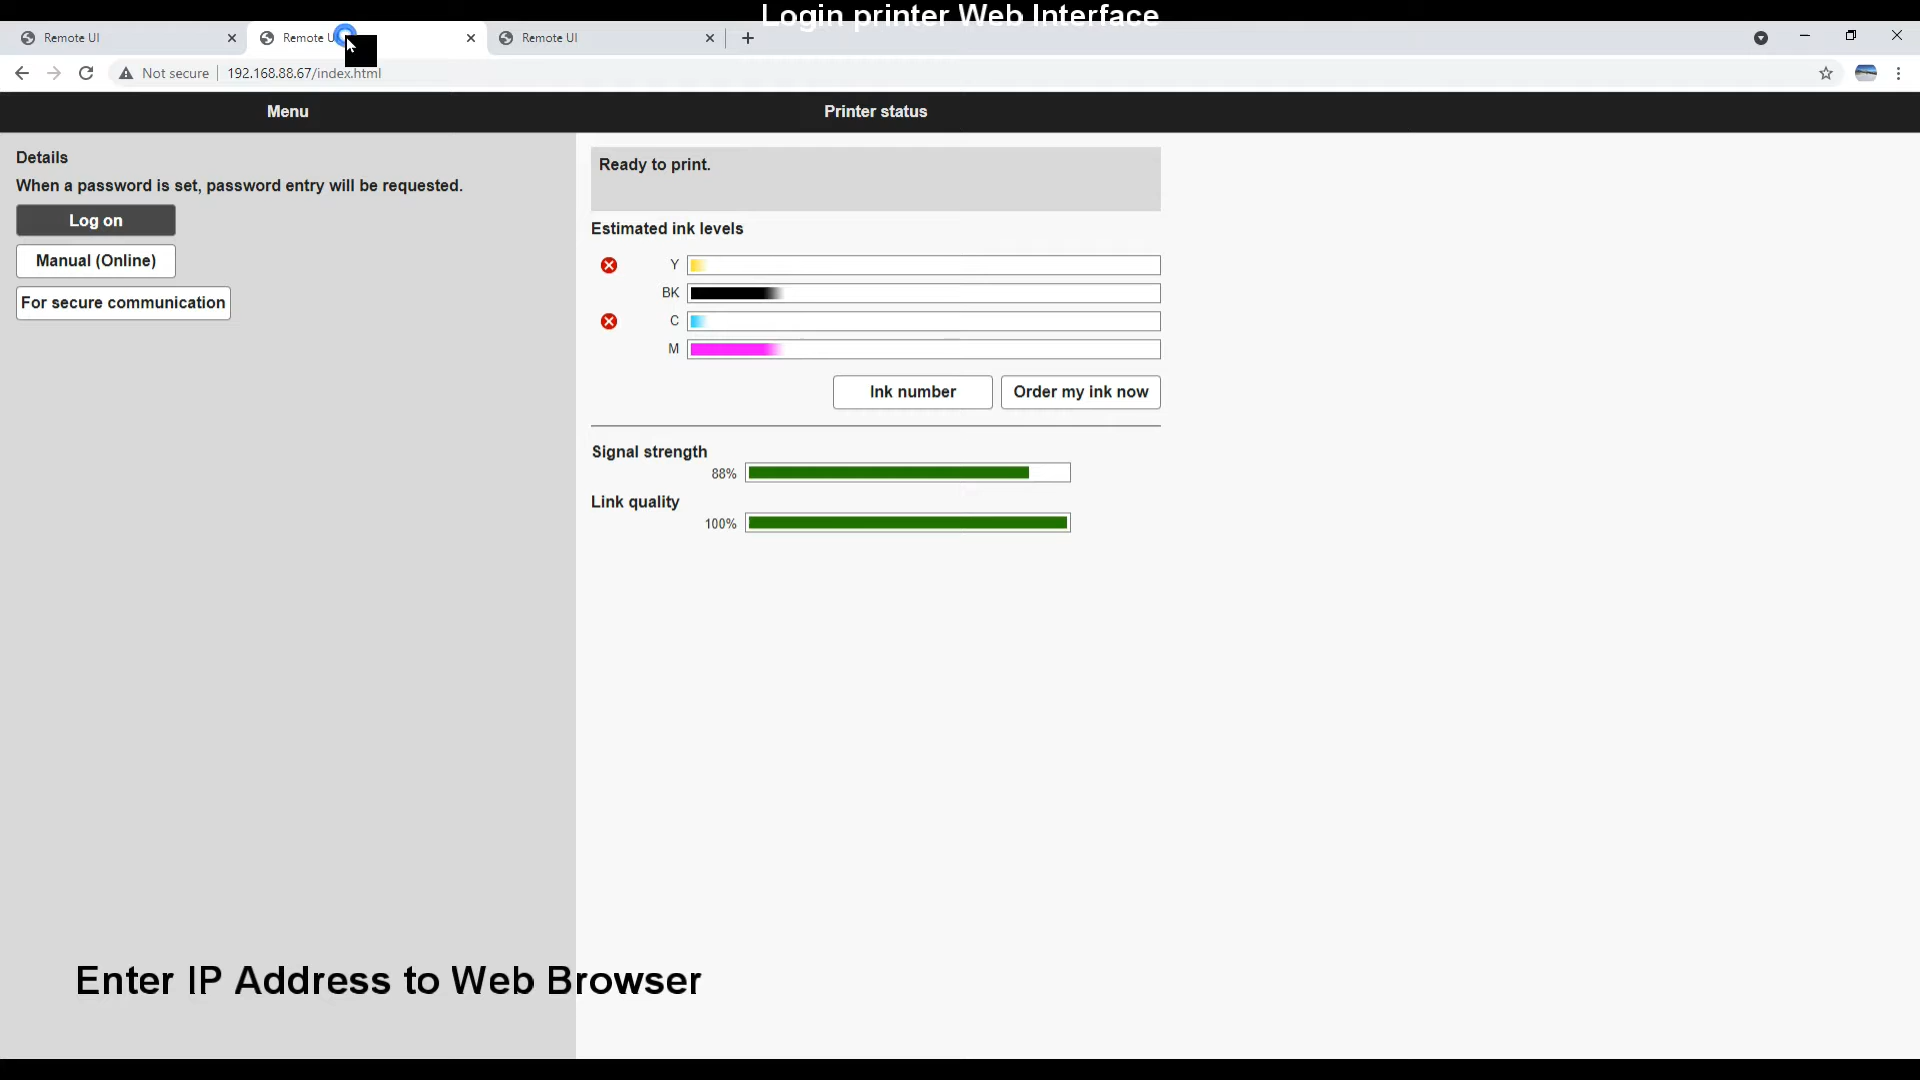 Login printer Web Interface
Remote UI
Remote U
Remote UI
Not secure
192.168.88.67/index.html
Menu
Printer status
Details
When a password is set, password entry will be requested.
Log on
Manual (Online)
For secure communication
Ready to print.
Estimated ink levels
Y
BK
C
M
Ink number
Order my ink now
Signal strength
88%
Link quality
100%
Enter IP Address to Web Browser